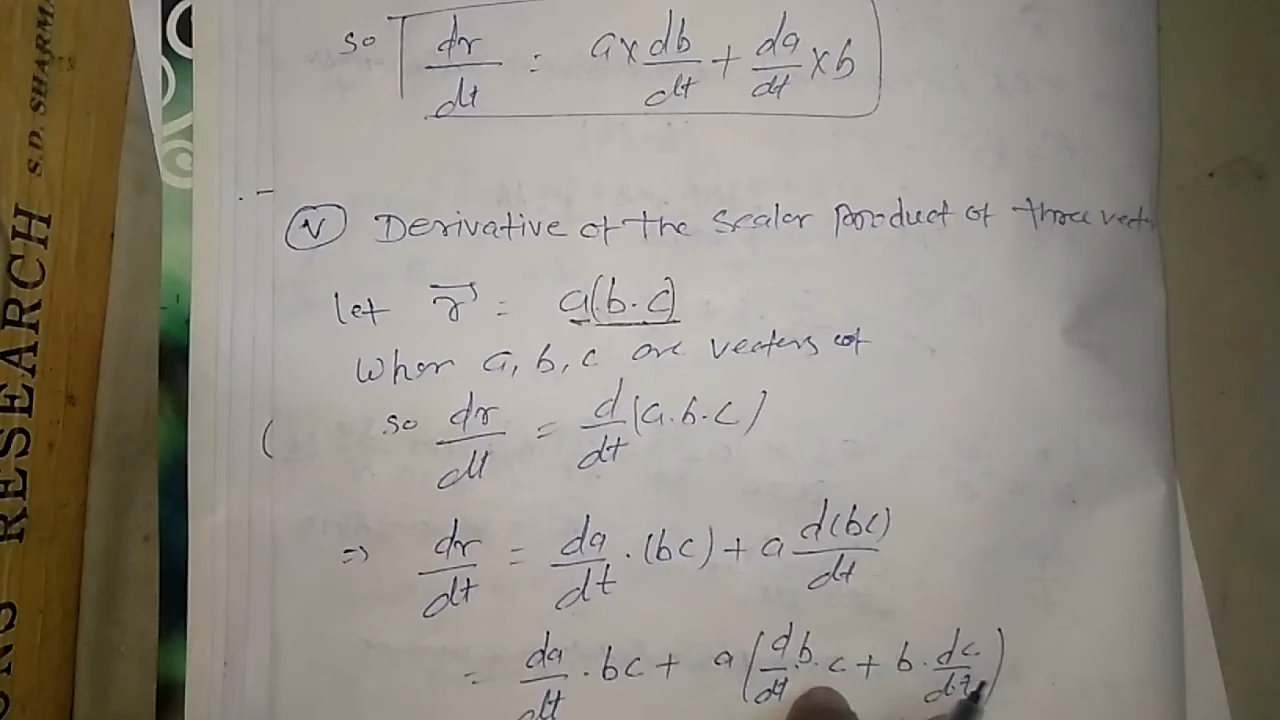 so dr/dt = a×db/dt + da/dt×b
(V) Derivative of the Scalar Product of three vect
let r⃗ = a(b·c)
when a, b, c are vectors of
so dr/dt = d/dt(a.b.c)
⇒ dr/dt = da/dt · (bc) + a d(bc)/dt
= da/dt · bc + a(db/dt · c + b · dc/dt)
NS RESEARCH S.D. SHARMA